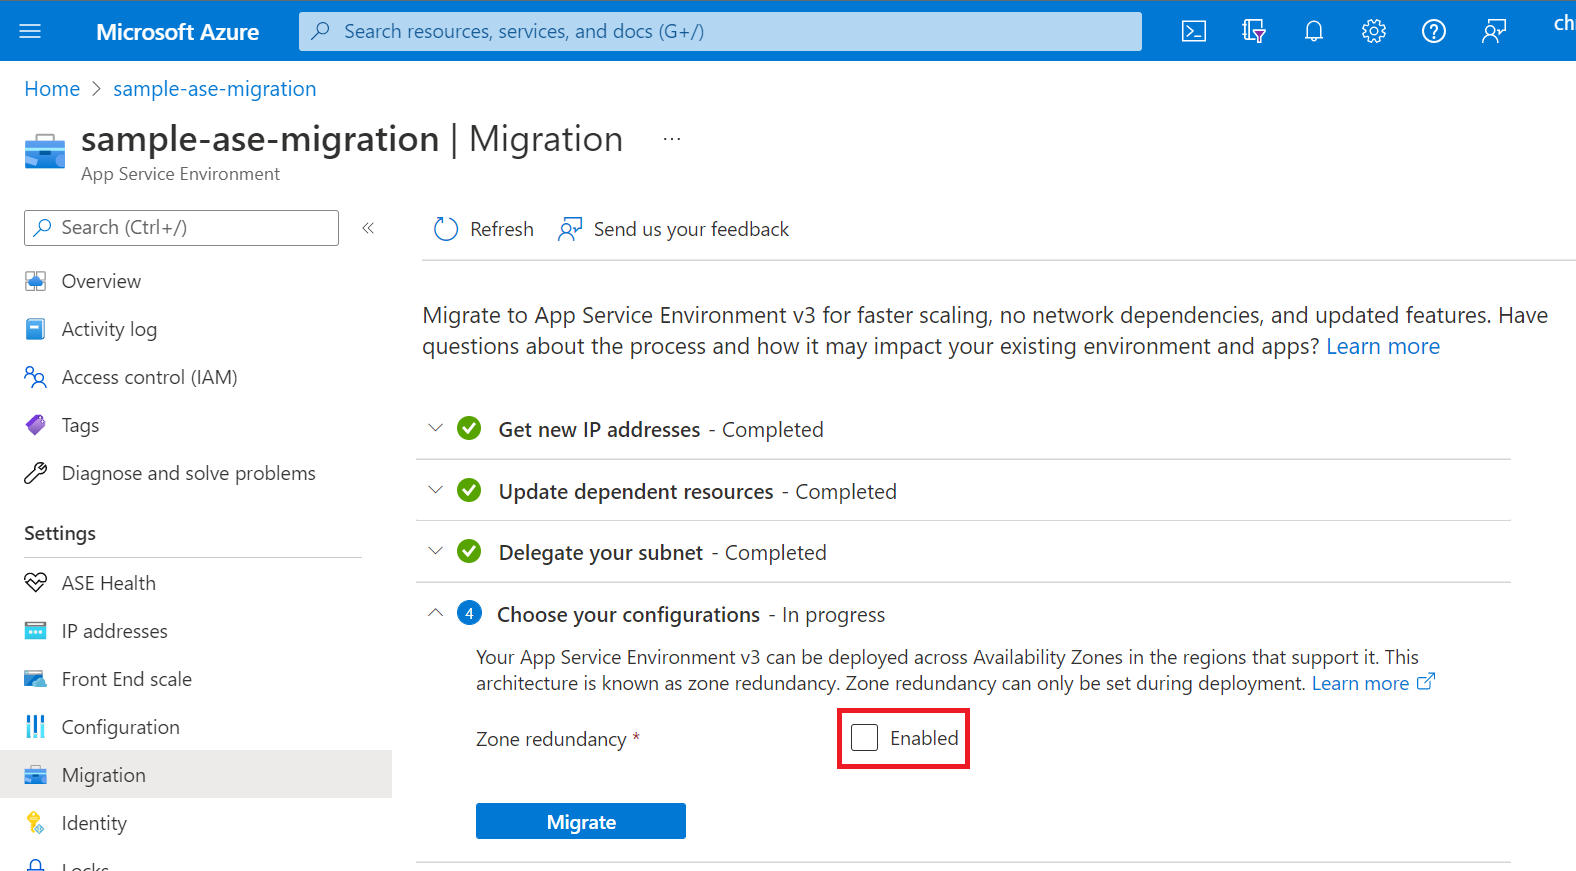 Microsoft Azure
Search resources, services, and docs (G+/)
Home > sample-ase-migration
sample-ase-migration | Migration ...
App Service Environment
Search (Ctrl+/)
«
Overview
Activity log
Access control (IAM)
Tags
Diagnose and solve problems
Settings
ASE Health
IP addresses
Front End scale
Configuration
Migration
Identity
Refresh
Send us your feedback
Migrate to App Service Environment v3 for faster scaling, no network dependencies, and updated features. Have
questions about the process and how it may impact your existing environment and apps? Learn more
Get new IP addresses - Completed
Update dependent resources - Completed
Delegate your subnet - Completed
4 Choose your configurations - In progress
Your App Service Environment v3 can be deployed across Availability Zones in the regions that support it. This
architecture is known as zone redundancy. Zone redundancy can only be set during deployment. Learn more
Zone redundancy *
Enabled
Migrate